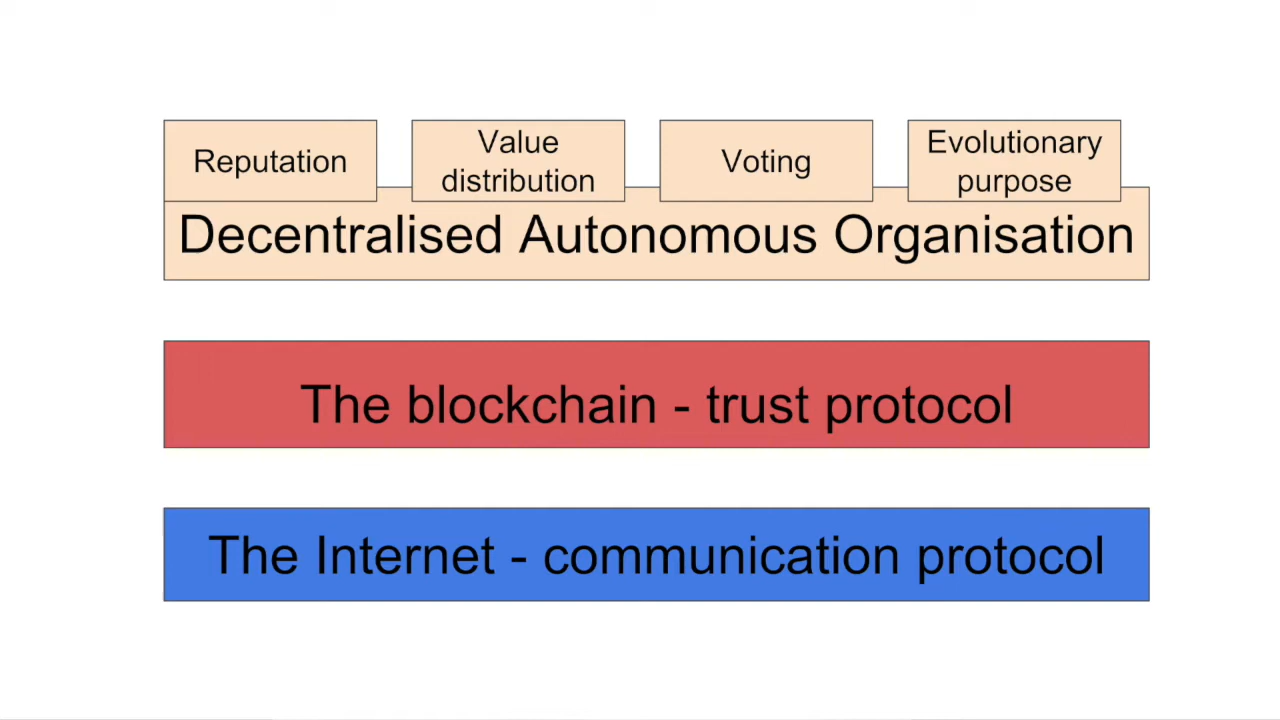 Reputation
Value
distribution
Voting
Evolutionary
purpose
Decentralised Autonomous Organisation
The blockchain - trust protocol
The Internet - communication protocol